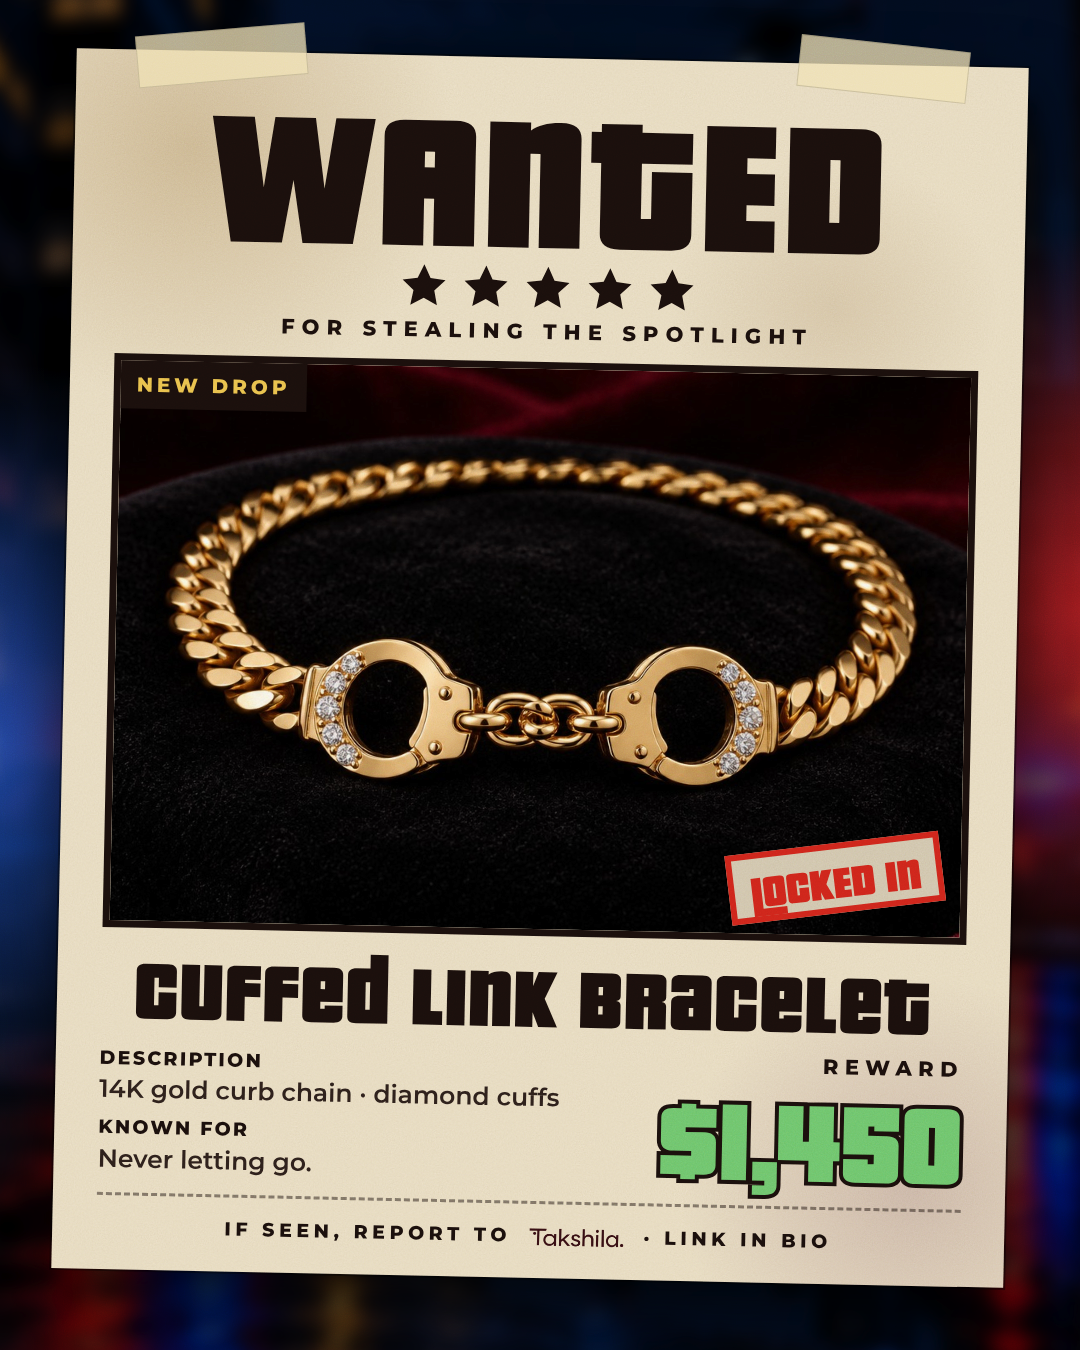 WANTED
FOR STEALING THE SPOTLIGHT
NEW DROP
LOCKED IN
CUFFED LINK BRACELET
DESCRIPTION
14K gold curb chain · diamond cuffs
KNOWN FOR
Never letting go.
REWARD
$1,450
IF SEEN, REPORT TO Takshila. · LINK IN BIO